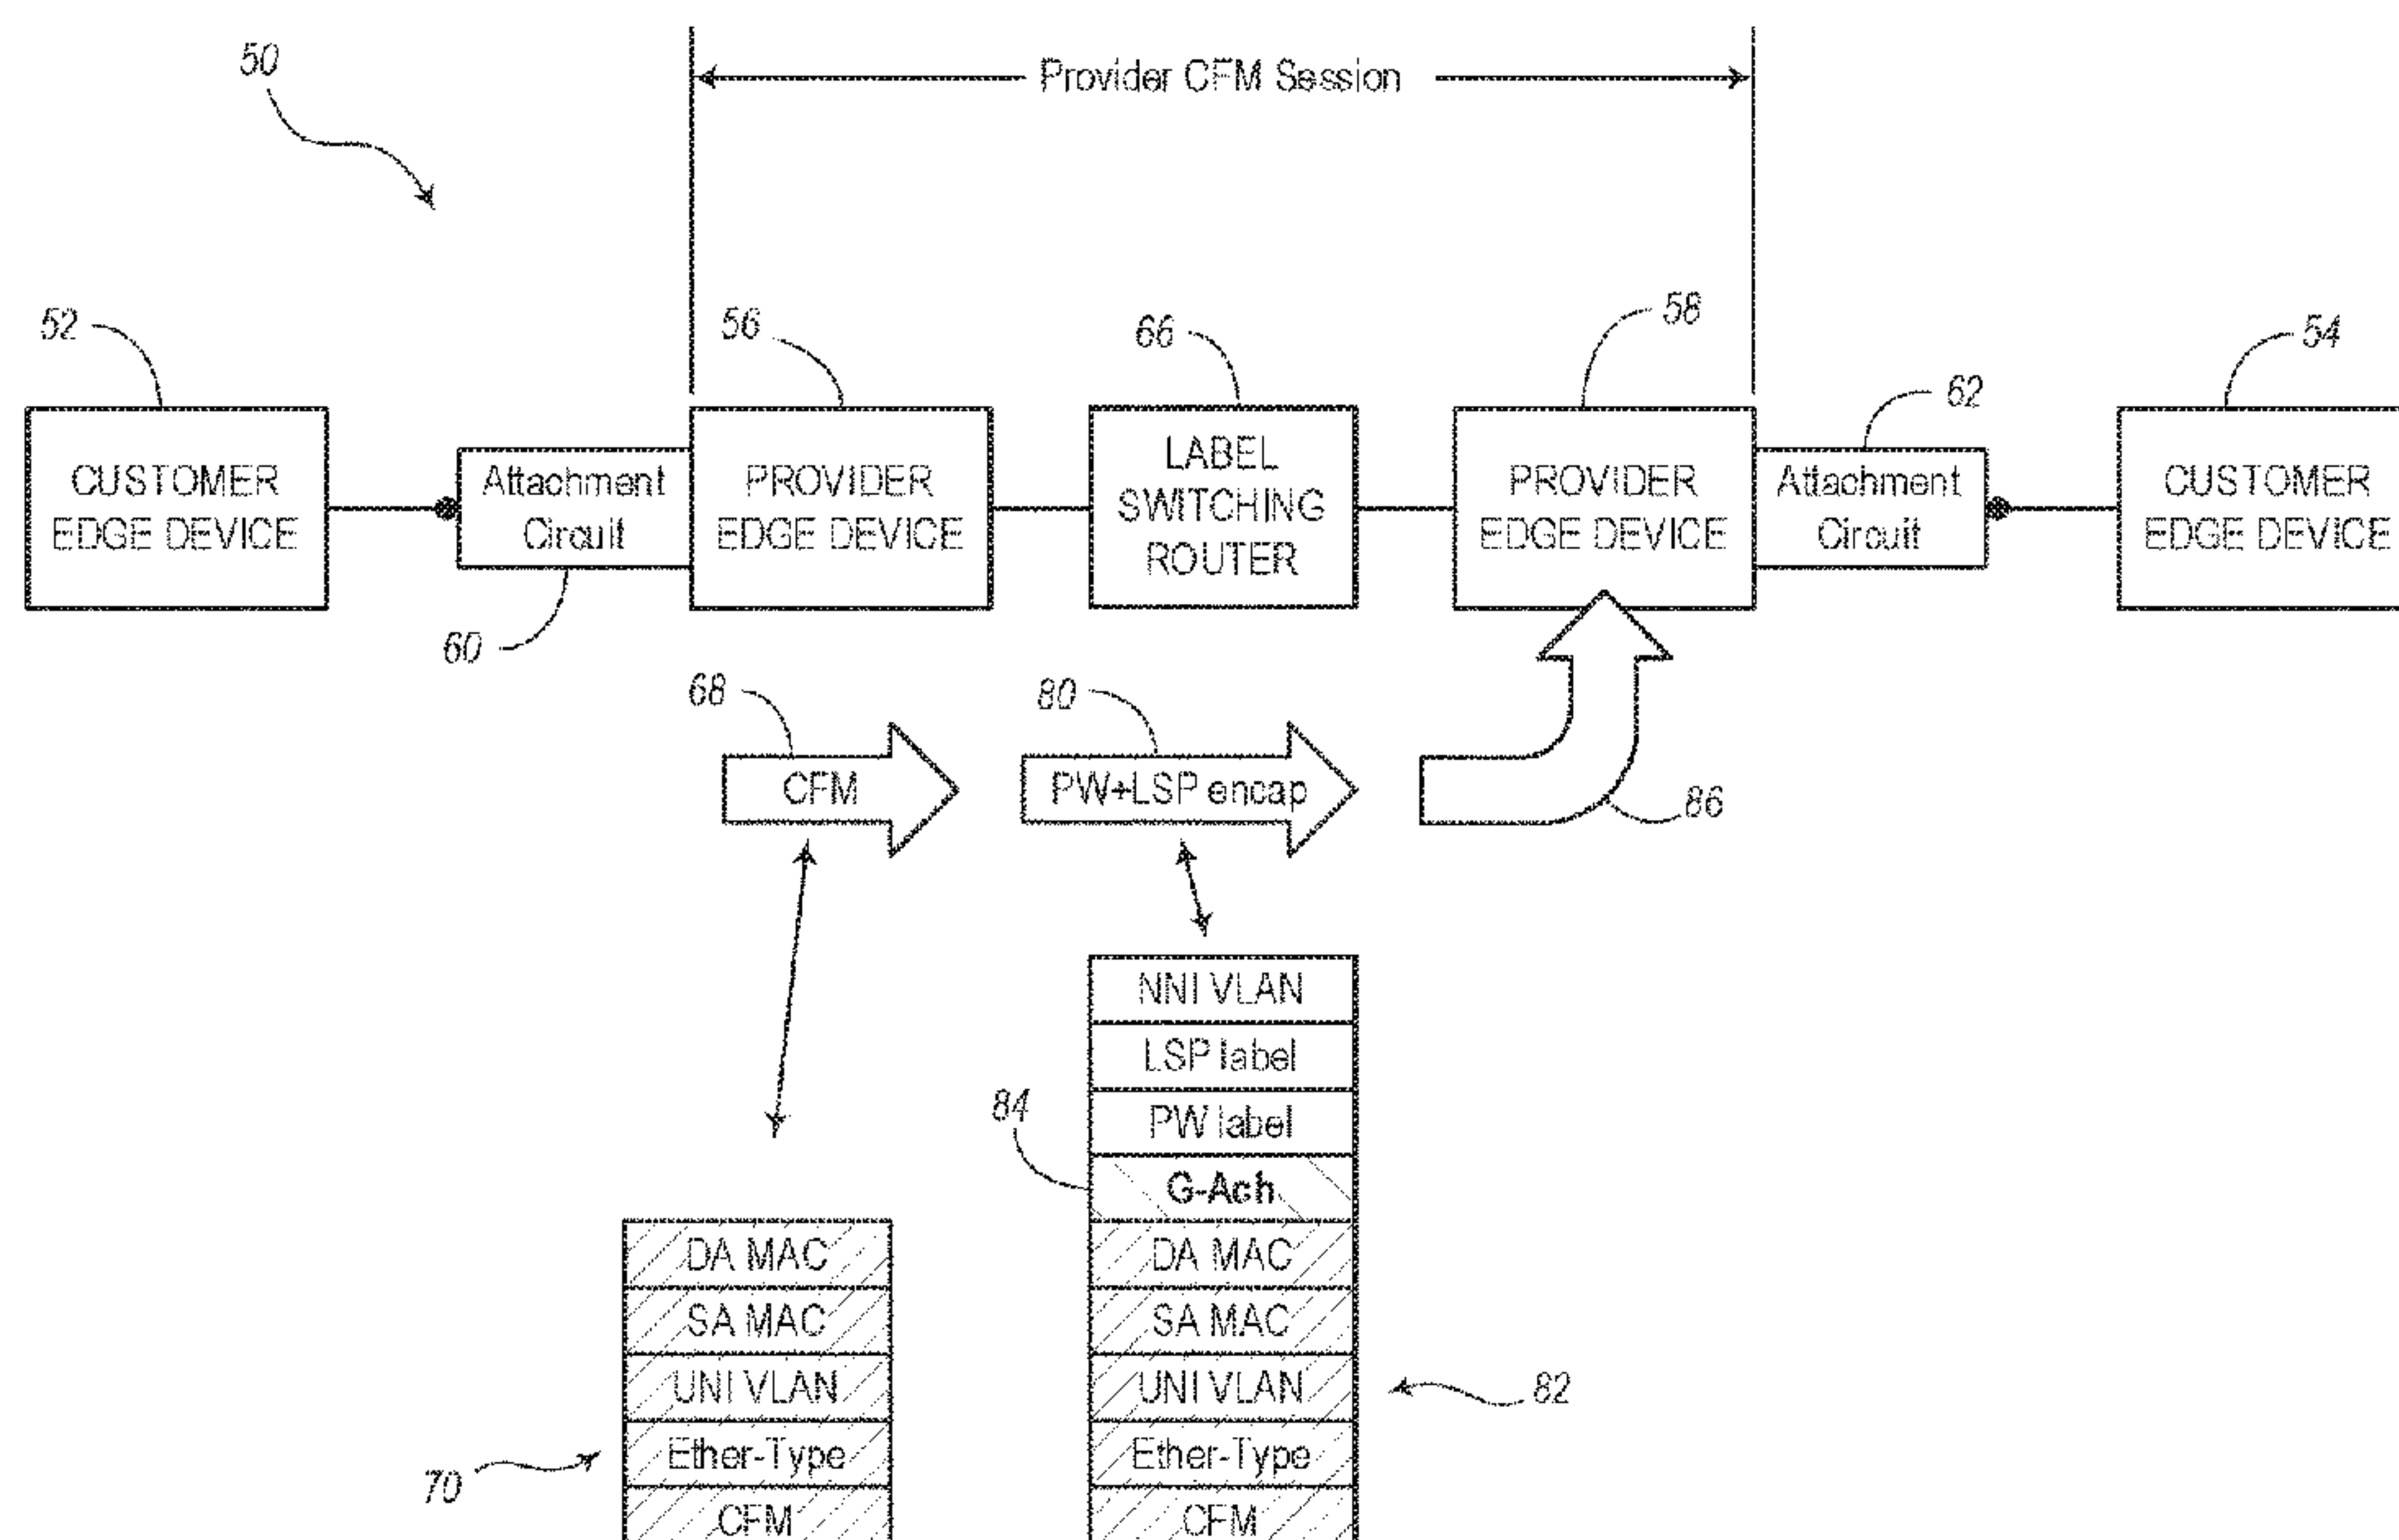 50
Provider CFM Session
52
56
66
58
62
54
CUSTOMER
EDGE DEVICE
Attachment
Circuit
PROVIDER
EDGE DEVICE
LABEL
SWITCHING
ROUTER
PROVIDER
EDGE DEVICE
Attachment
Circuit
CUSTOMER
EDGE DEVICE
60
68
80
CFM
PW+LSP encap
86
NNI VLAN
LSP label
PW label
84
G-Ach
DA MAC
SA MAC
UNI VLAN
Ether-Type
CFM
70
DA MAC
SA MAC
UNI VLAN
Ether-Type
CFM
82